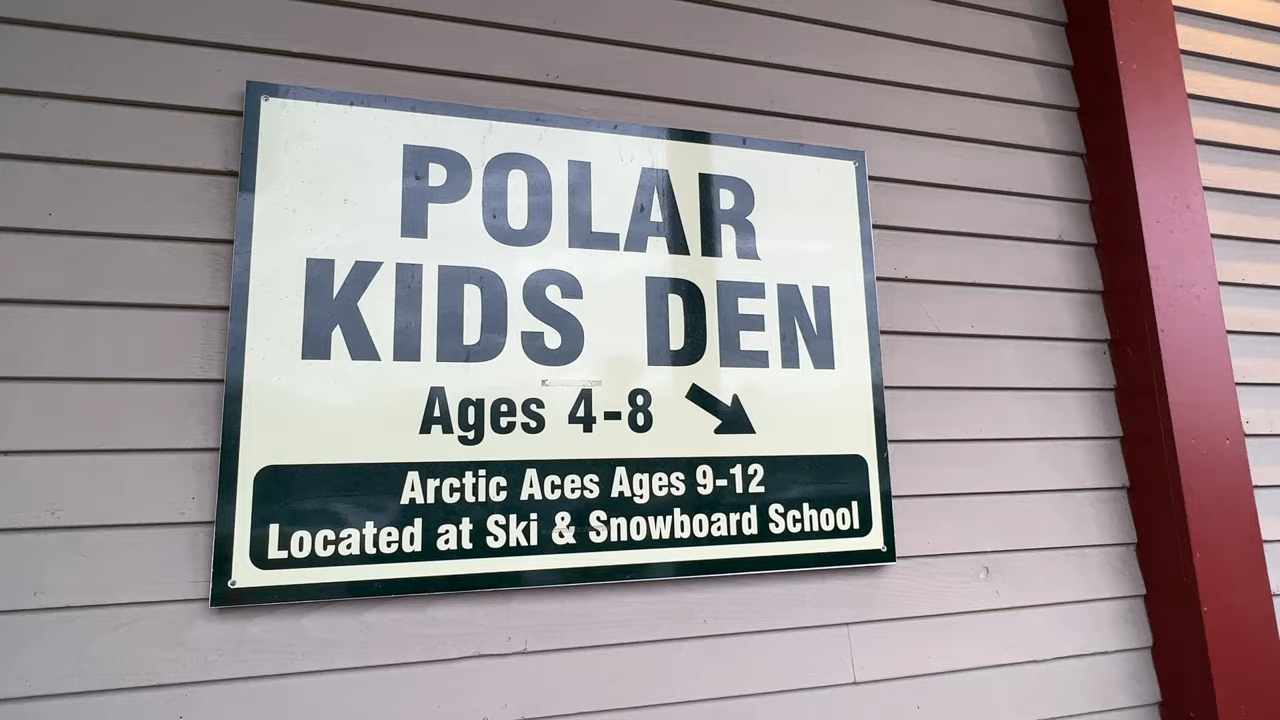 POLAR
KIDS DEN
Ages 4-8
Arctic Aces Ages 9-12
Located at Ski & Snowboard School